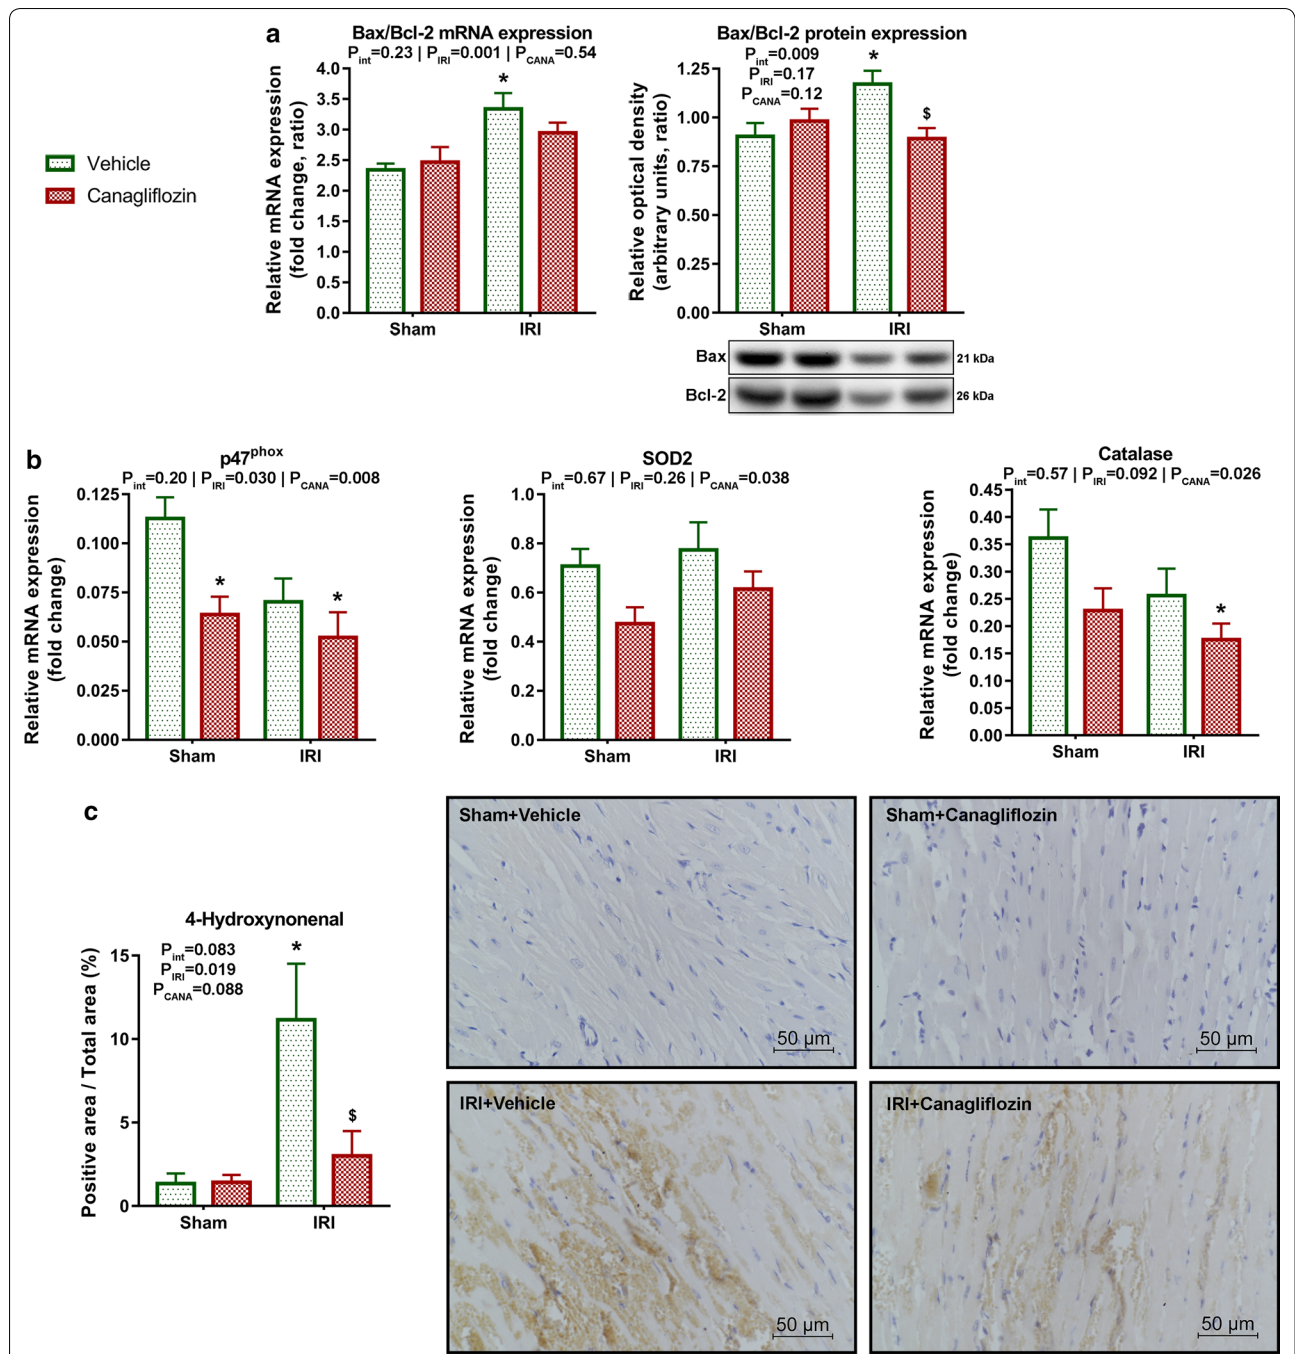 a
Vehicle
Canagliflozin
Bax/Bcl-2 mRNA expression
Pint=0.23 | PIRI=0.001 | PCANA=0.54
Relative mRNA expression
(fold change, ratio)
4.0
3.5
3.0
2.5
2.0
1.5
1.0
0.5
0.0
*
Sham
IRI
Bax/Bcl-2 protein expression
Pint=0.009
PIRI=0.17
PCANA=0.12
Relative optical density
(arbitrary units, ratio)
1.25
1.00
0.75
0.50
0.25
0.00
*
$
Sham
IRI
Bax
21 kDa
Bcl-2
26 kDa
b
p47phox
Pint=0.20 | PIRI=0.030 | PCANA=0.008
Relative mRNA expression
(fold change)
0.125
0.100
0.075
0.050
0.025
0.000
*
*
Sham
IRI
SOD2
Pint=0.67 | PIRI=0.26 | PCANA=0.038
Relative mRNA expression
(fold change)
1.0
0.8
0.6
0.4
0.2
0.0
Sham
IRI
Catalase
Pint=0.57 | PIRI=0.092 | PCANA=0.026
Relative mRNA expression
(fold change)
0.45
0.40
0.35
0.30
0.25
0.20
0.15
0.10
0.05
0.00
*
Sham
IRI
c
4-Hydroxynonenal
Pint=0.083
PIRI=0.019
PCANA=0.088
Positive area / Total area (%)
15
10
5
0
*
$
Sham
IRI
Sham+Vehicle
50 µm
Sham+Canagliflozin
50 µm
IRI+Vehicle
50 µm
IRI+Canagliflozin
50 µm